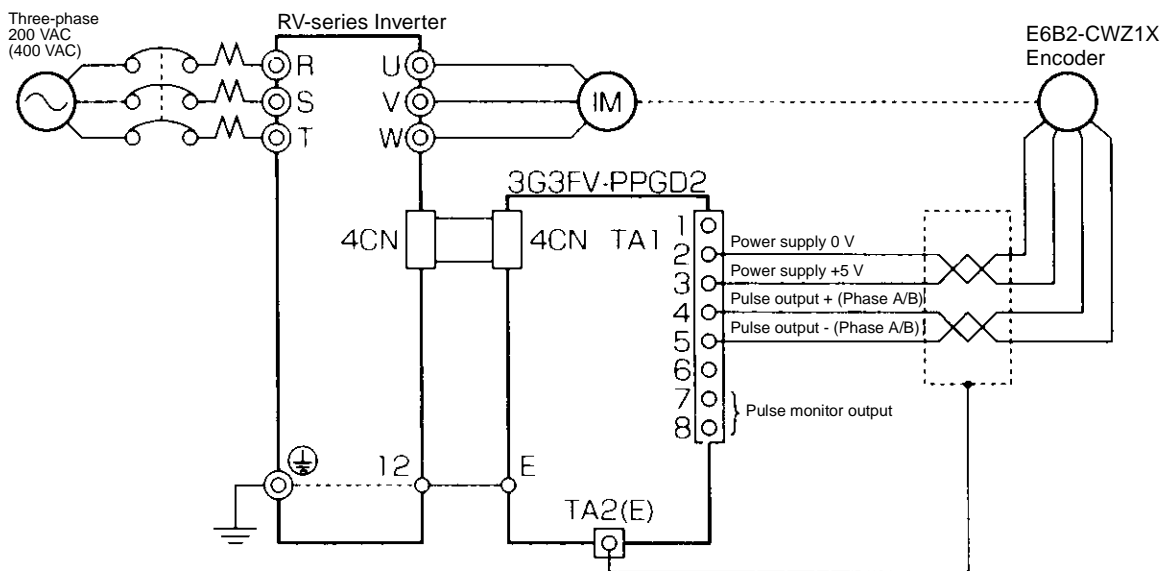 Three-phase
200 VAC
(400 VAC)
RV-series Inverter
E6B2-CWZ1X
Encoder
R
U
S
V
IM
T
W
3G3FV-PPGD2
4CN
4CN
TA1
1
2
Power supply 0 V
3
Power supply +5 V
4
Pulse output + (Phase A/B)
5
Pulse output - (Phase A/B)
6
7
8
Pulse monitor output
12
E
TA2(E)